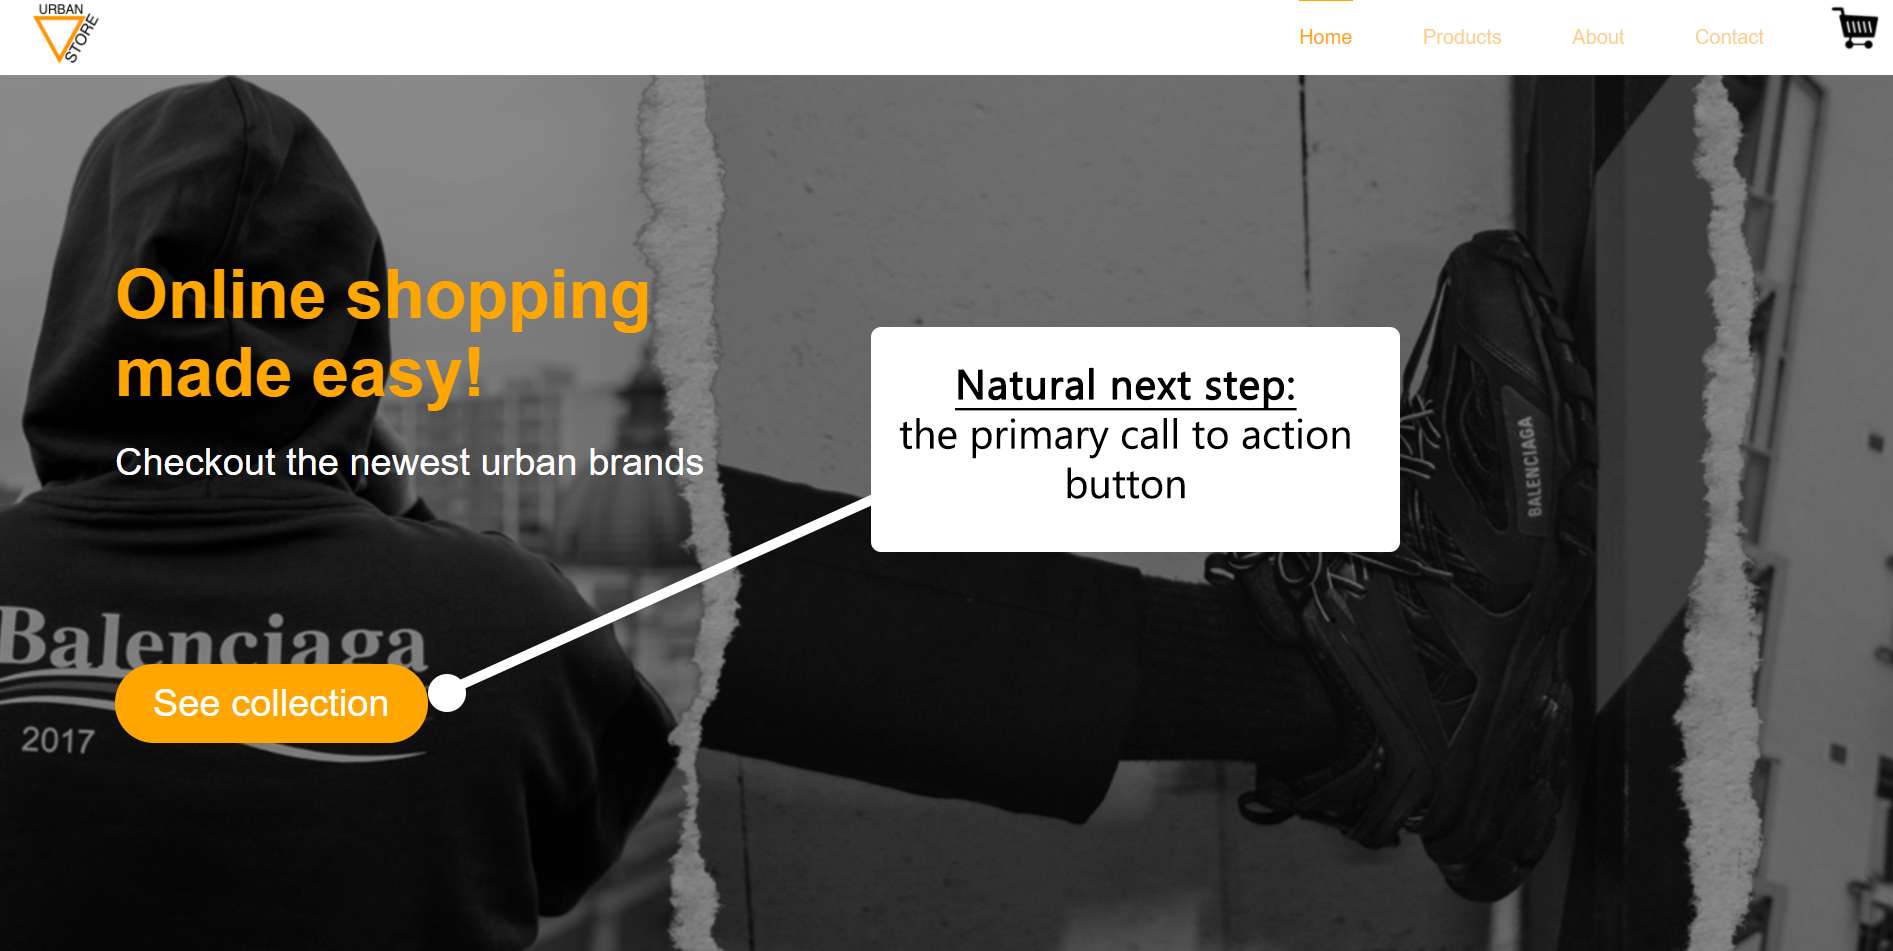 URBAN
STORE
Home
Products
About
Contact
Online shopping
made easy!
Checkout the newest urban brands
Natural next step:
the primary call to action
button
BALENCIAGA
Balenciaga
See collection
2017